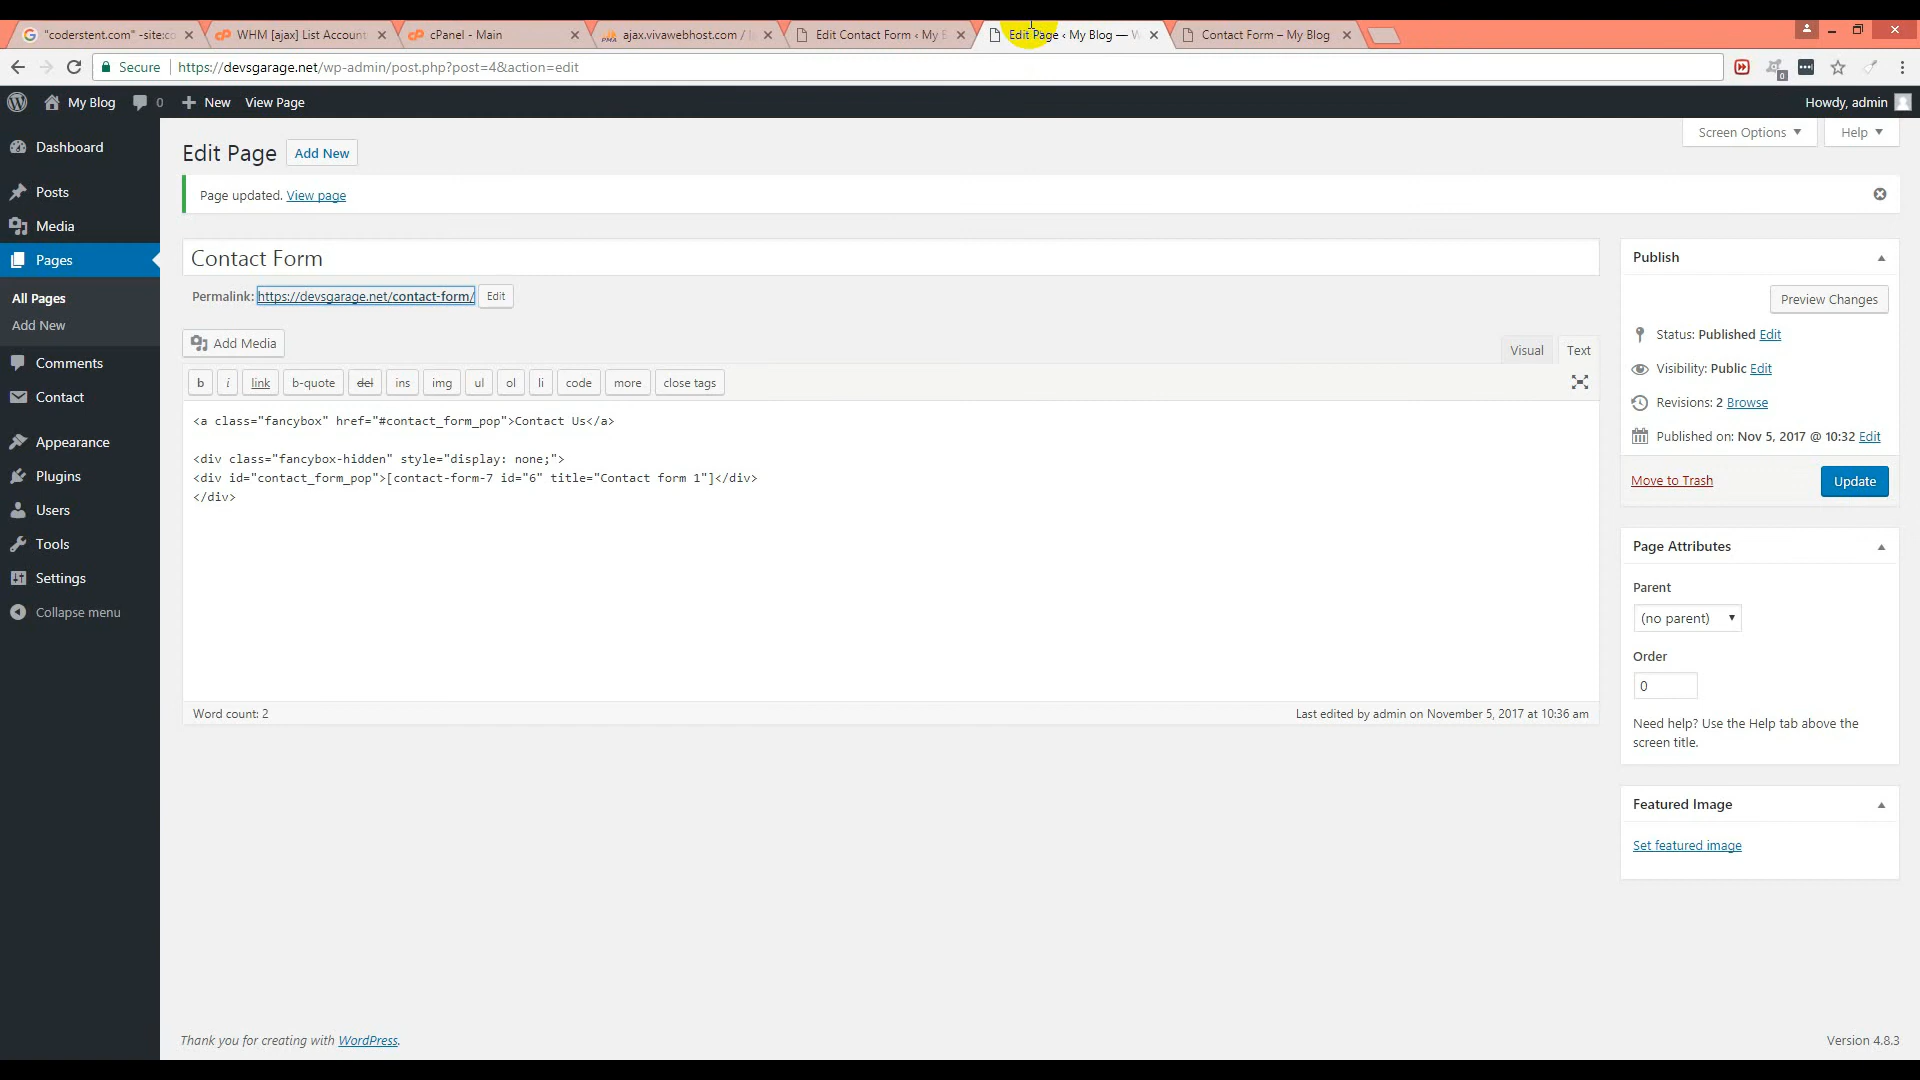 "coderstent.com" -site:co
WHM [ajax] List Account
cPanel - Main
ajax.vivawebhost.com /
Edit Contact Form ‹ My
Edit Page ‹ My Blog —
Contact Form – My Blog
Secure
https://devsgarage.net/wp-admin/post.php?post=4&action=edit
0
My Blog
0
New
View Page
Howdy, admin
Screen Options
Help
Dashboard
Posts
Media
Pages
All Pages
Add New
Comments
Contact
Appearance
Plugins
Users
Tools
Settings
Collapse menu
Edit Page
Add New
Page updated. View page
Contact Form
Permalink: https://devsgarage.net/contact-form/ Edit
Add Media
Visual
Text
b
i
link
b-quote
del
ins
img
ul
ol
li
code
more
close tags
<a class="fancybox" href="#contact_form_pop">Contact Us</a>
<div class="fancybox-hidden" style="display: none;">
<div id="contact_form_pop">[contact-form-7 id="6" title="Contact form 1"]</div>
</div>
Word count: 2
Last edited by admin on November 5, 2017 at 10:36 am
Publish
Preview Changes
Status: Published Edit
Visibility: Public Edit
Revisions: 2 Browse
Published on: Nov 5, 2017 @ 10:32 Edit
Move to Trash
Update
Page Attributes
Parent
(no parent)
Order
0
Need help? Use the Help tab above the
screen title.
Featured Image
Set featured image
Thank you for creating with WordPress.
Version 4.8.3